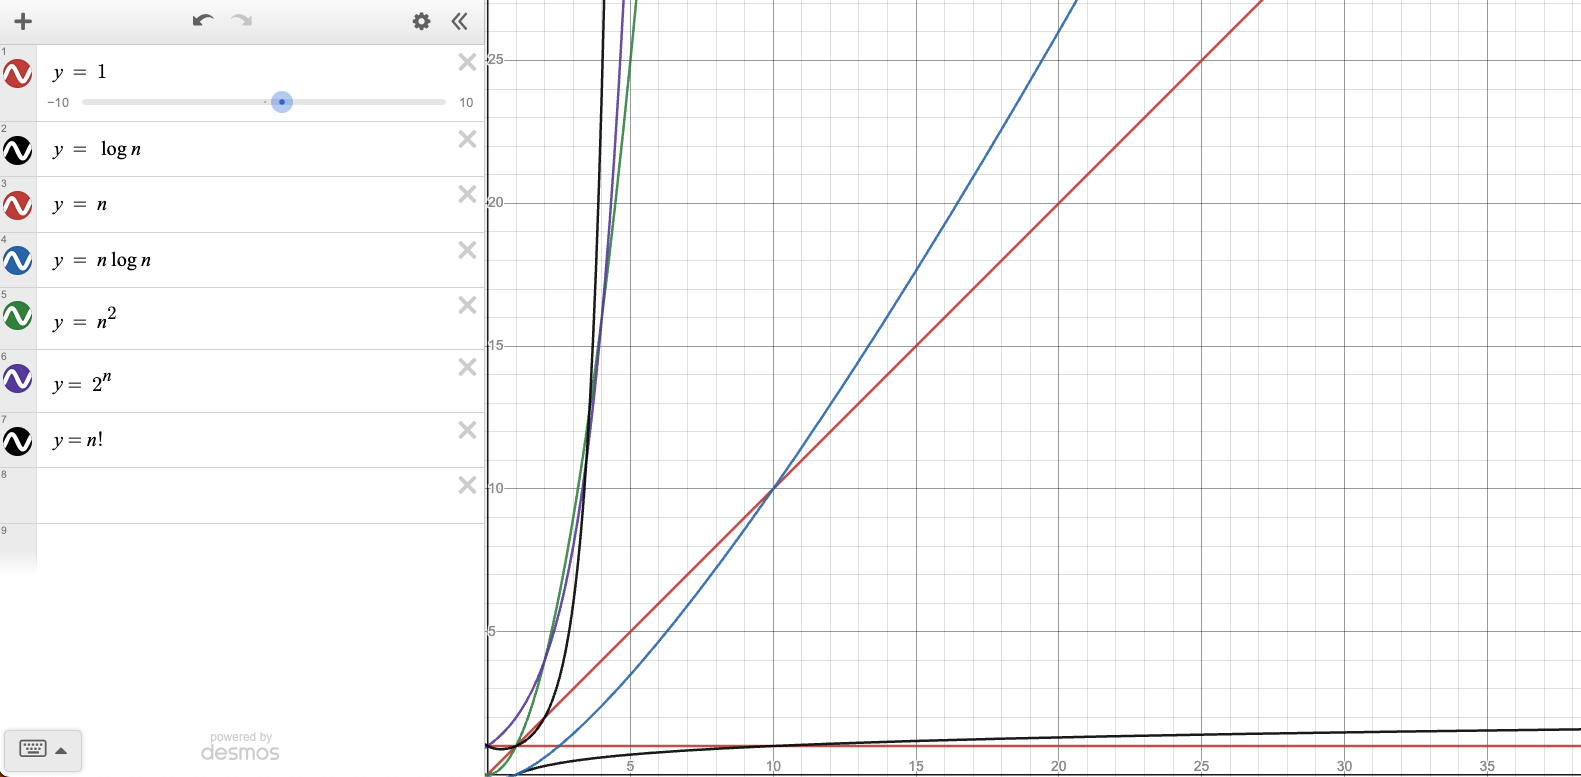 1
y = 1
−10
10
2
y = log n
3
y = n
4
y = n log n
5
y = n²
6
y = 2ⁿ
7
y = n!
8
9
powered by
desmos
25
20
15
10
5
5
10
15
20
25
30
35